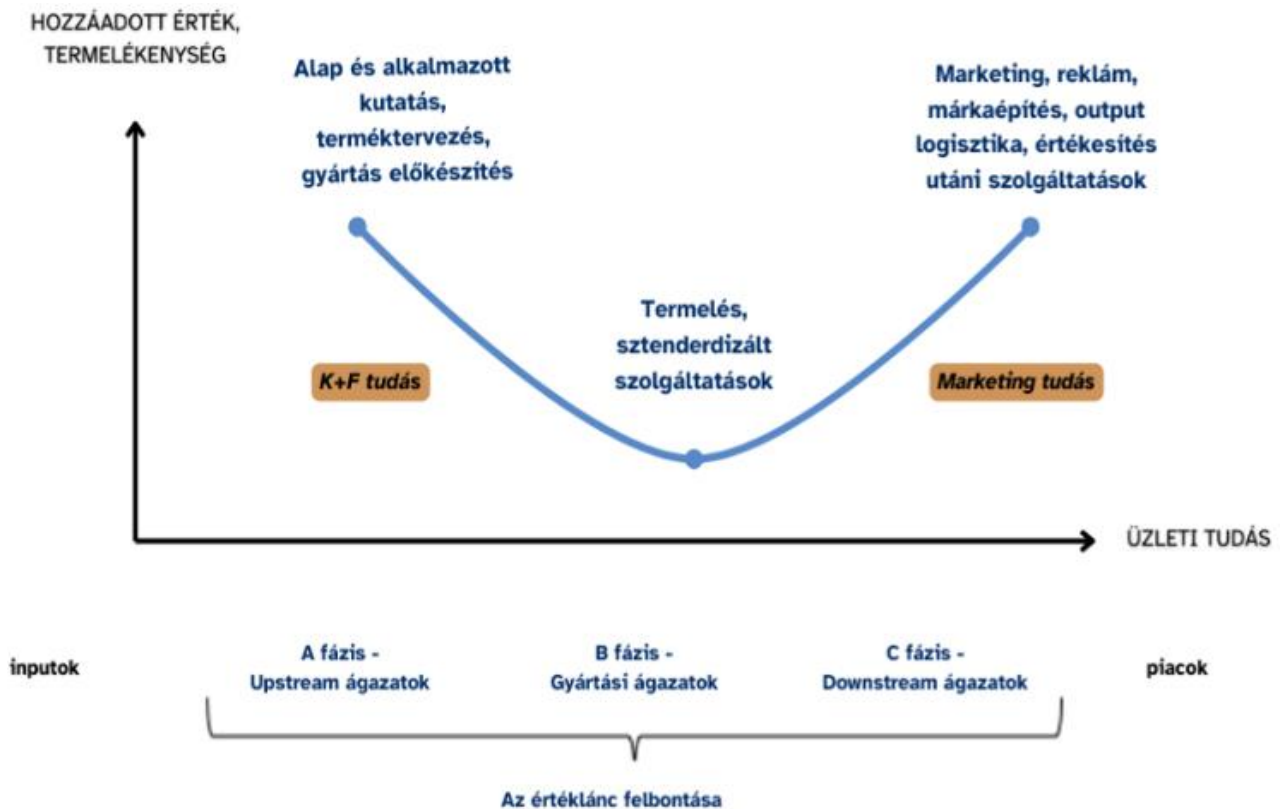 HOZZÁADOTT ÉRTÉK,
TERMELÉKENYSÉG
Alap és alkalmazott
kutatás,
terméktervezés,
gyártás előkészítés
Marketing, reklám,
márkaépítés, output
logisztika, értékesítés
utáni szolgáltatások
Termelés,
sztenderdizált
szolgáltatások
K+F tudás
Marketing tudás
ÜZLETI TUDÁS
inputok
A fázis -
Upstream ágazatok
B fázis -
Gyártási ágazatok
C fázis -
Downstream ágazatok
piacok
Az értéklánc felbontása